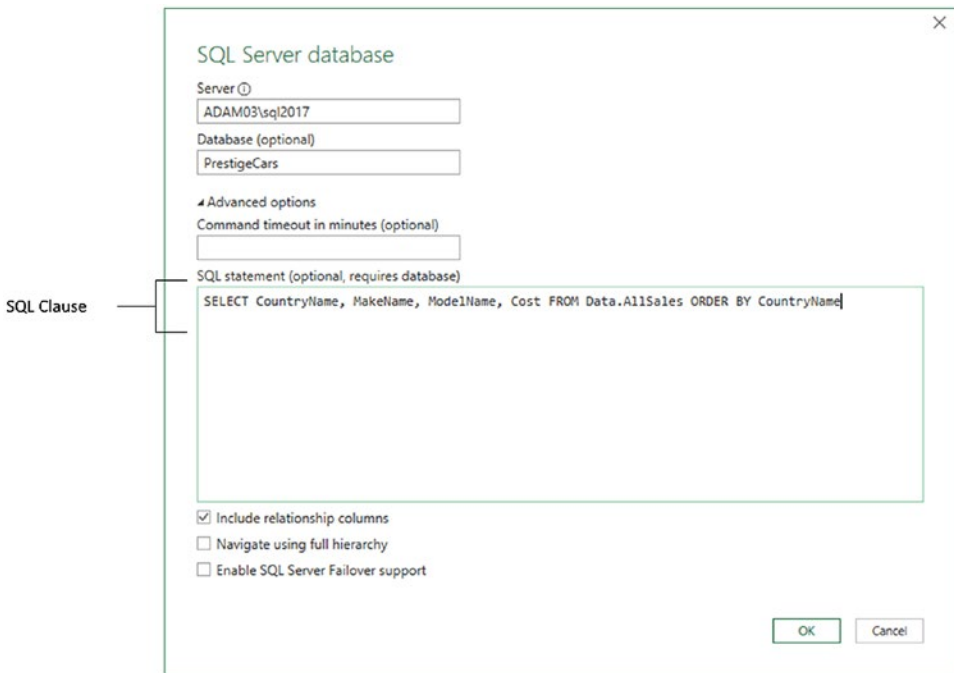 SQL Server database
Server
ADAM03\sql2017
Database (optional)
PrestigeCars
Advanced options
Command timeout in minutes (optional)
SQL statement (optional, requires database)
SQL Clause
SELECT CountryName, MakeName, ModelName, Cost FROM Data.AllSales ORDER BY CountryName
Include relationship columns
Navigate using full hierarchy
Enable SQL Server Failover support
OK Cancel